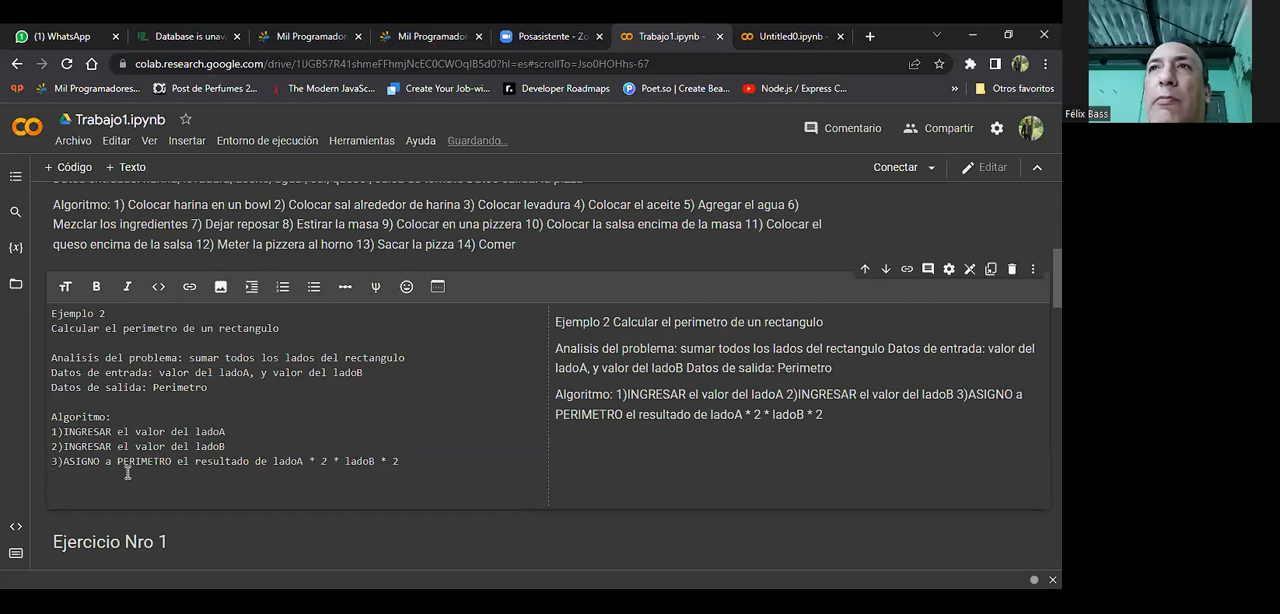 WhatsApp
Database is una
Mil Programador
Mil Programador
Posasistente - Zo
Trabajo1.ipynb -
Untitled0.ipynb -
colab.research.google.com/drive/1IJGB57R41shmeFFhmjNcEC0CWOqIB5d0?hl=es#scrollTo=Jso0HOHhs-67
Mil Programadores...
Post de Perfumes 2...
The Modern JavaSc...
Create Your Job-wi...
Developer Roadmaps
Poet.so | Create Bea...
Node.js / Express C...
»
Otros favoritos
Félix Bass
Trabajo1.ipynb
Comentario
Compartir
Archivo Editar Ver Insertar Entorno de ejecución Herramientas Ayuda Guardando...
+ Código + Texto
Conectar
Editar
Algoritmo: 1) Colocar harina en un bowl 2) Colocar sal alrededor de harina 3) Colocar levadura 4) Colocar el aceite 5) Agregar el agua 6)
Mezclar los ingredientes 7) Dejar reposar 8) Estirar la masa 9) Colocar en una pizzera 10) Colocar la salsa encima de la masa 11) Colocar el
queso encima de la salsa 12) Meter la pizzera al horno 13) Sacar la pizza 14) Comer
Ejemplo 2
Calcular el perimetro de un rectangulo
Analisis del problema: sumar todos los lados del rectangulo
Datos de entrada: valor del ladoA, y valor del ladoB
Datos de salida: Perimetro
Algoritmo:
1)INGRESAR el valor del ladoA
2)INGRESAR el valor del ladoB
3)ASIGNO a PERIMETRO el resultado de ladoA * 2 * ladoB * 2
Ejemplo 2 Calcular el perimetro de un rectangulo
Analisis del problema: sumar todos los lados del rectangulo Datos de entrada: valor del
ladoA, y valor del ladoB Datos de salida: Perimetro
Algoritmo: 1)INGRESAR el valor del ladoA 2)INGRESAR el valor del ladoB 3)ASIGNO a
PERIMETRO el resultado de ladoA * 2 * ladoB * 2
Ejercicio Nro 1